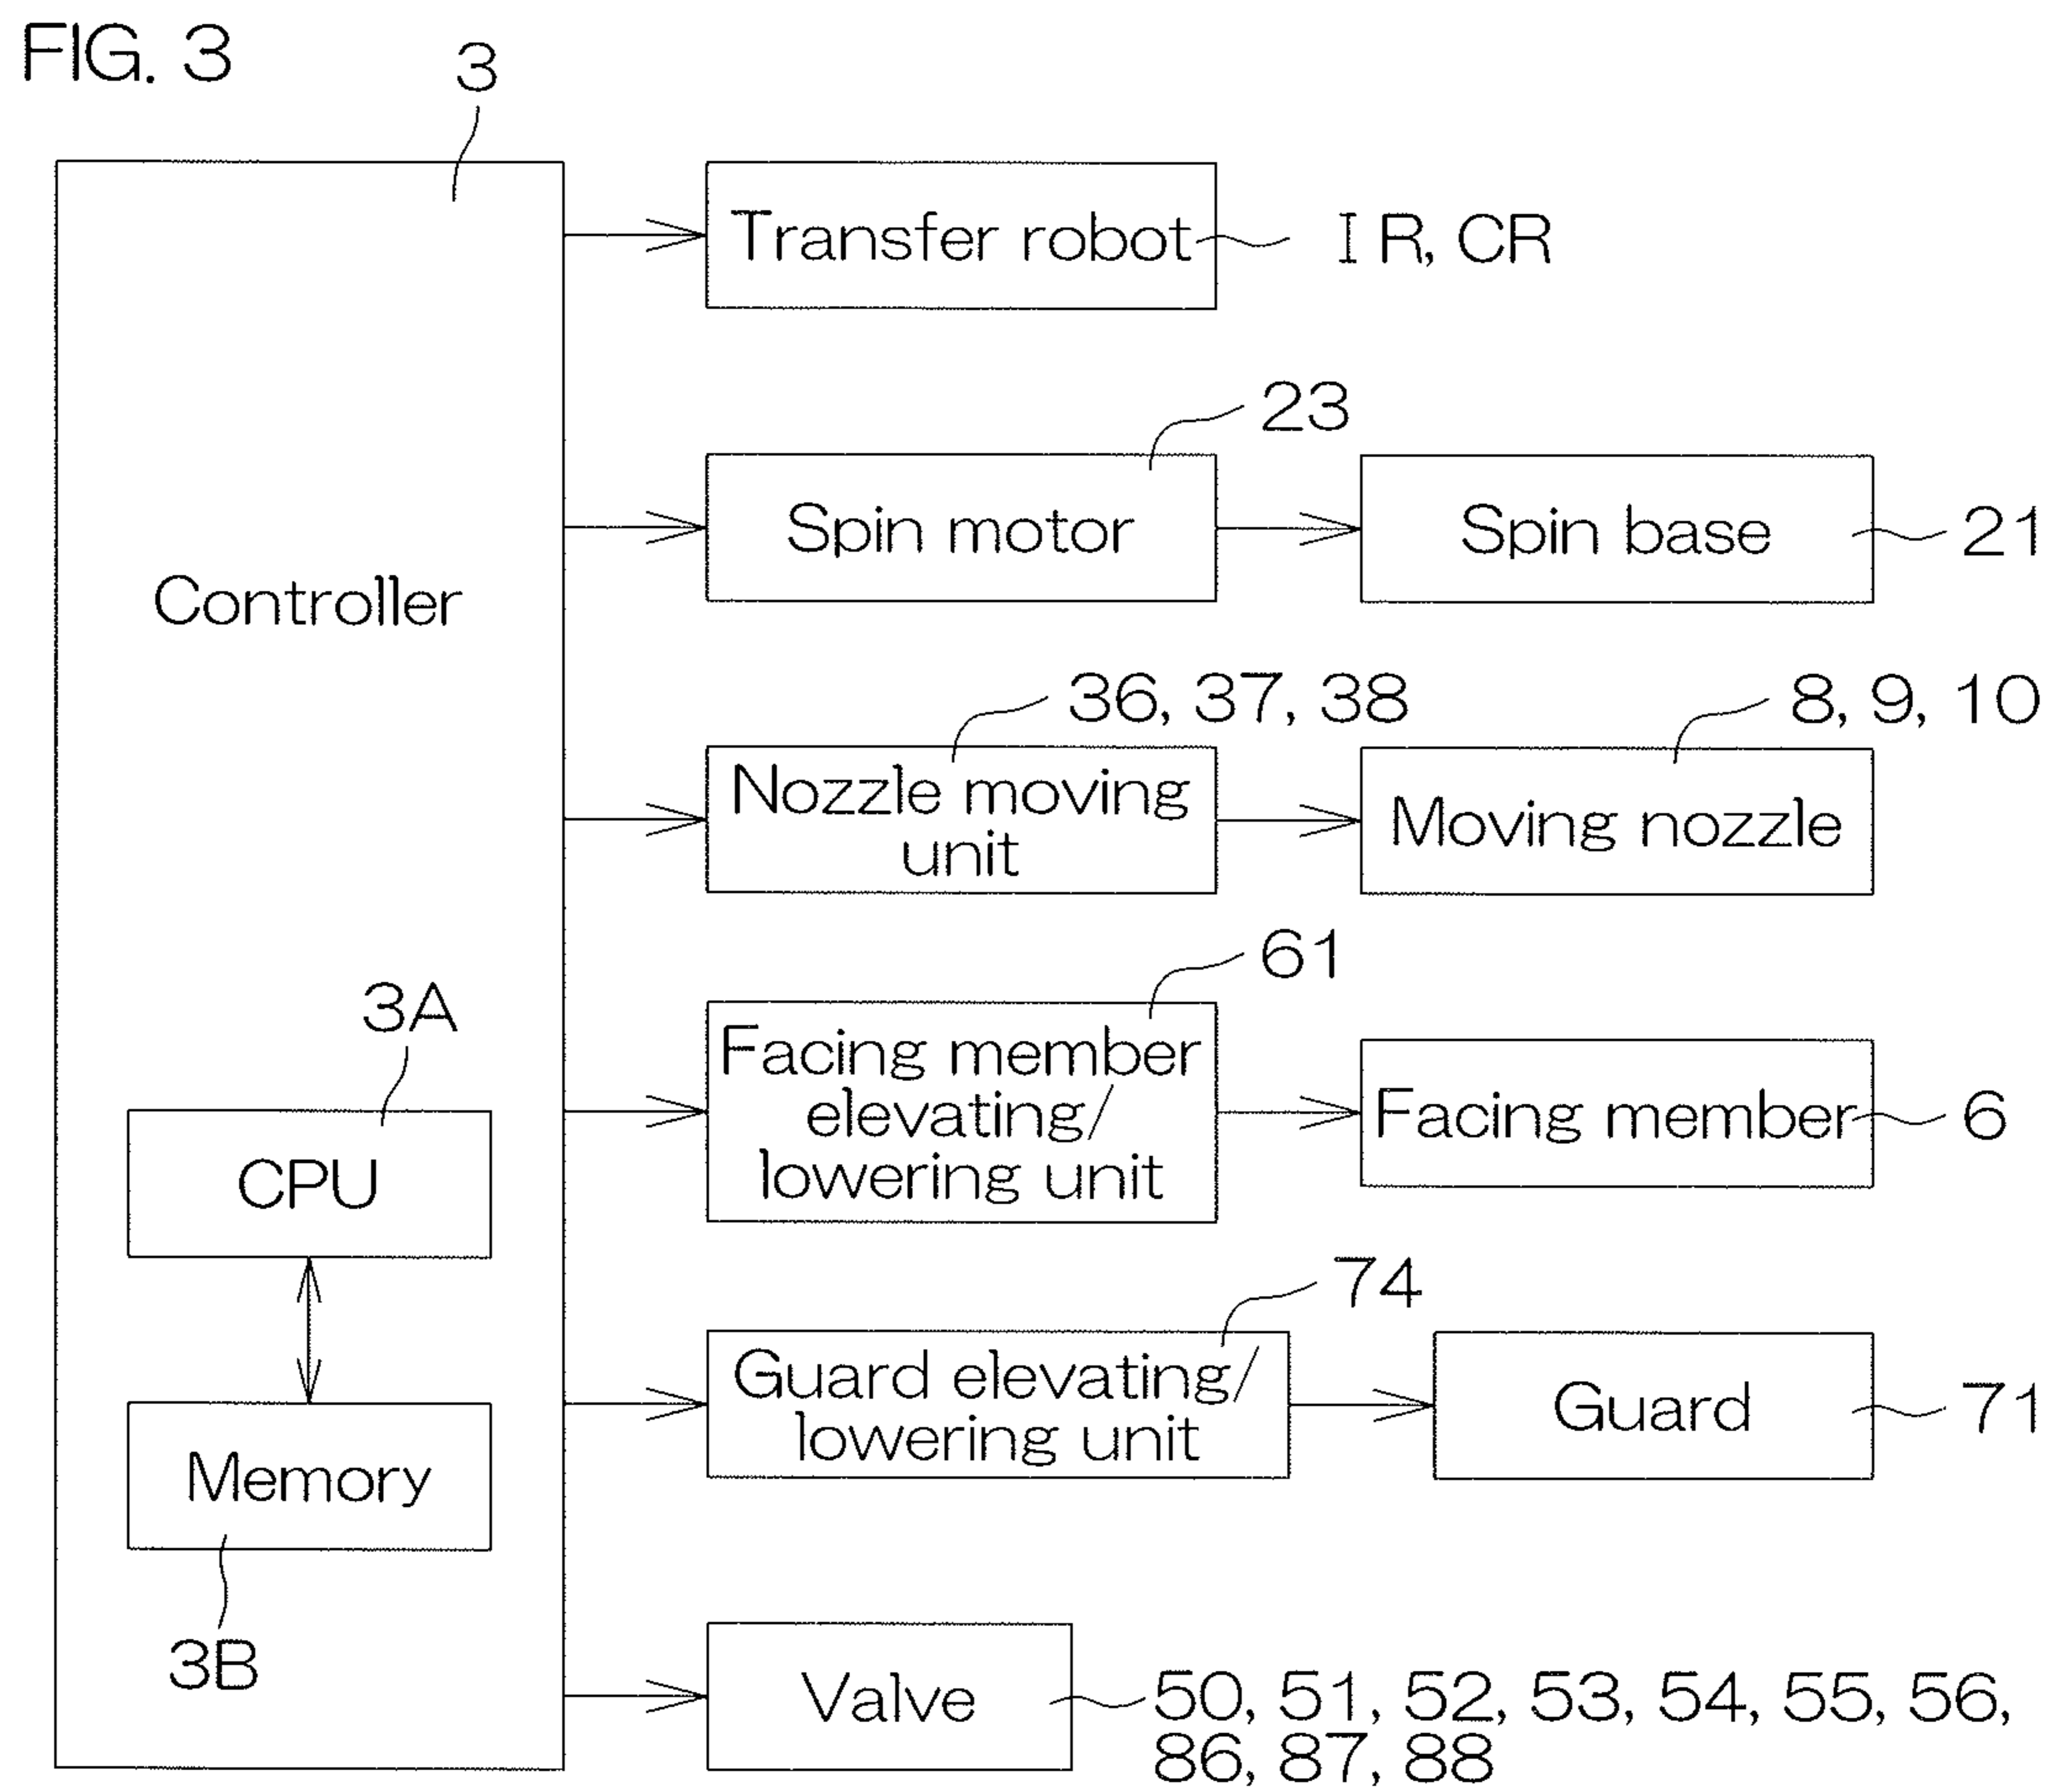 FIG. 3
3
Transfer robot
IR, CR
23
Spin motor
Spin base
21
Controller
36, 37, 38
8, 9, 10
Nozzle moving
unit
Moving nozzle
61
3A
Facing member
elevating/
lowering unit
Facing member
6
CPU
74
Guard elevating/
lowering unit
Guard
71
Memory
3B
Valve
50, 51, 52, 53, 54, 55, 56,
86, 87, 88